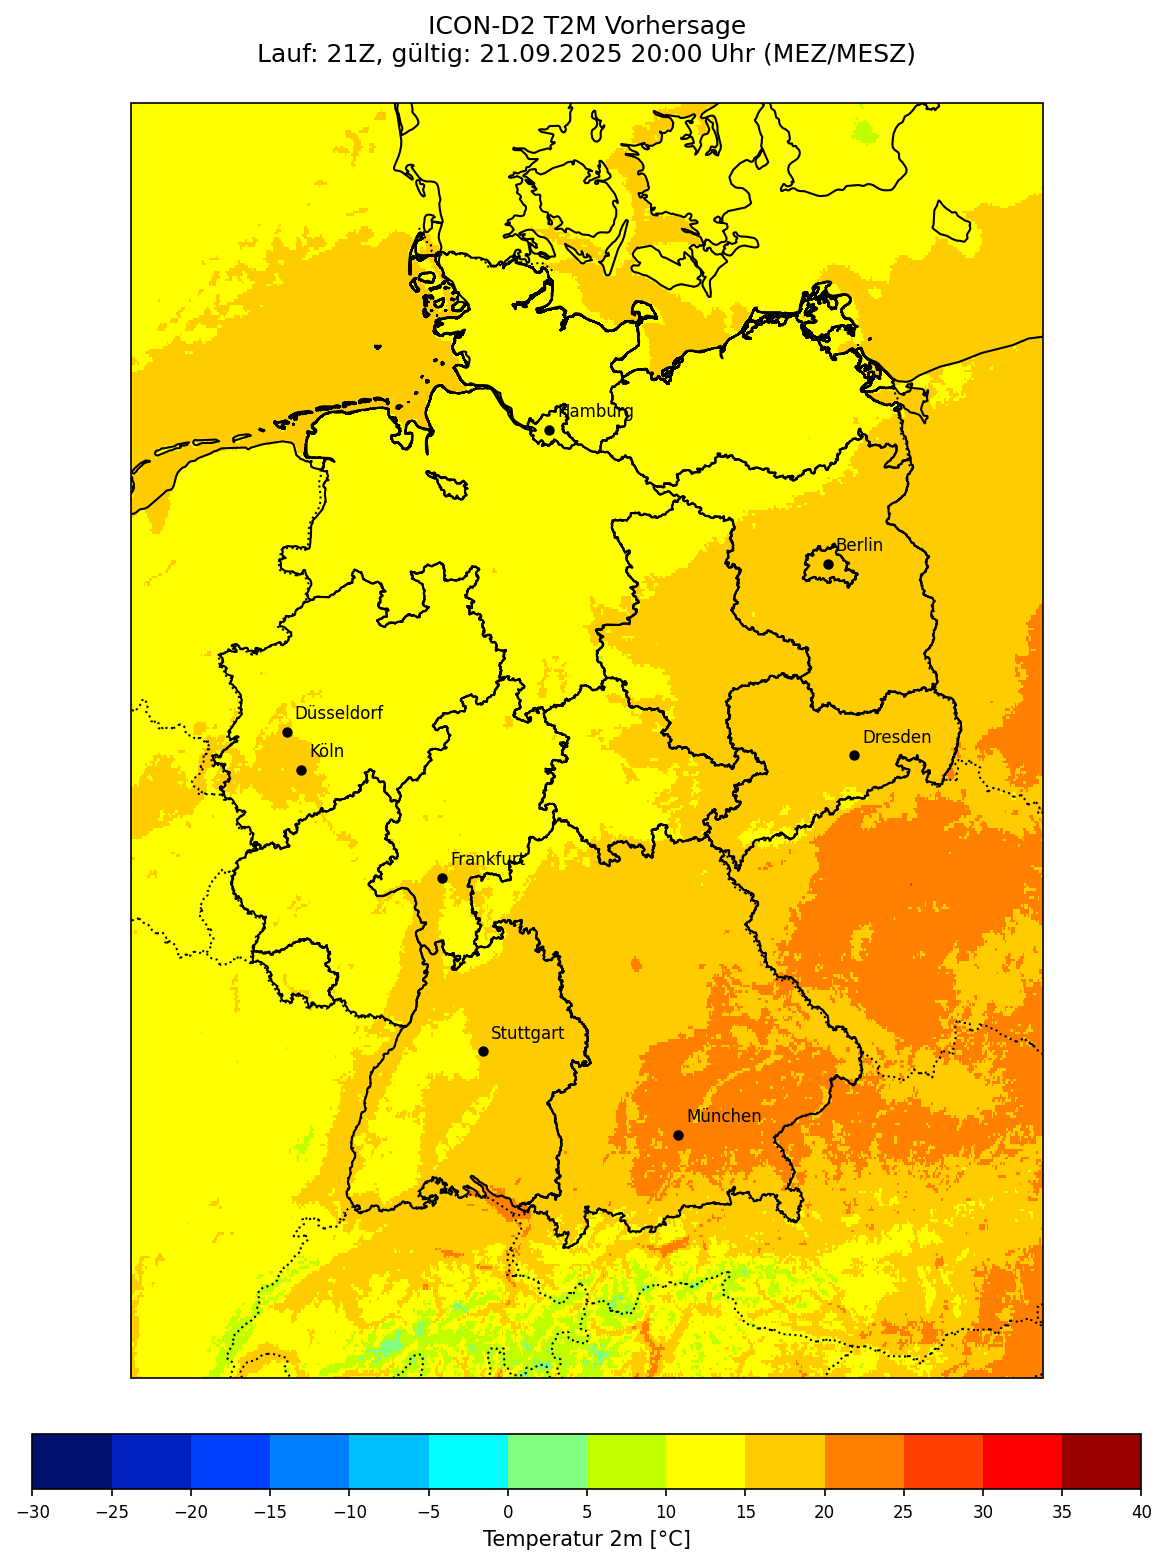 ICON-D2 T2M Vorhersage
Lauf: 21Z, gültig: 21.09.2025 20:00 Uhr (MEZ/MESZ)
Hamburg
Berlin
Düsseldorf
Köln
Dresden
Frankfurt
Stuttgart
München
−30 −25 −20 −15 −10 −5 0 5 10 15 20 25 30 35 40
Temperatur 2m [°C]